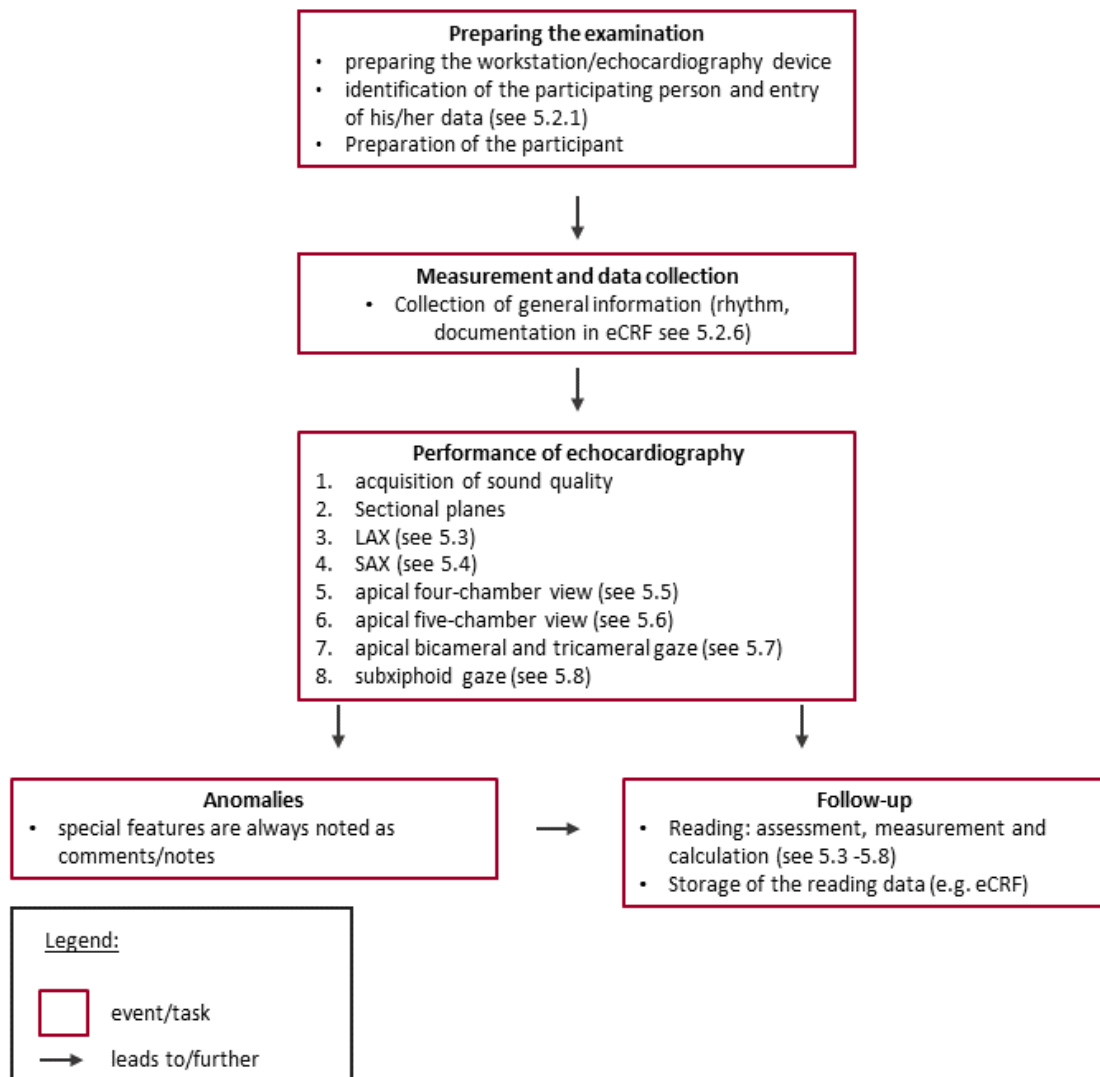 Preparing the examination
• preparing the workstation/echocardiography device
• identification of the participating person and entry
of his/her data (see 5.2.1)
• Preparation of the participant
Measurement and data collection
• Collection of general information (rhythm,
documentation in eCRF see 5.2.6)
Performance of echocardiography
1. acquisition of sound quality
2. Sectional planes
3. LAX (see 5.3)
4. SAX (see 5.4)
5. apical four-chamber view (see 5.5)
6. apical five-chamber view (see 5.6)
7. apical bicameral and tricameral gaze (see 5.7)
8. subxiphoid gaze (see 5.8)
Anomalies
• special features are always noted as
comments/notes
Follow-up
• Reading: assessment, measurement and
calculation (see 5.3 -5.8)
• Storage of the reading data (e.g. eCRF)
Legend:
event/task
leads to/further